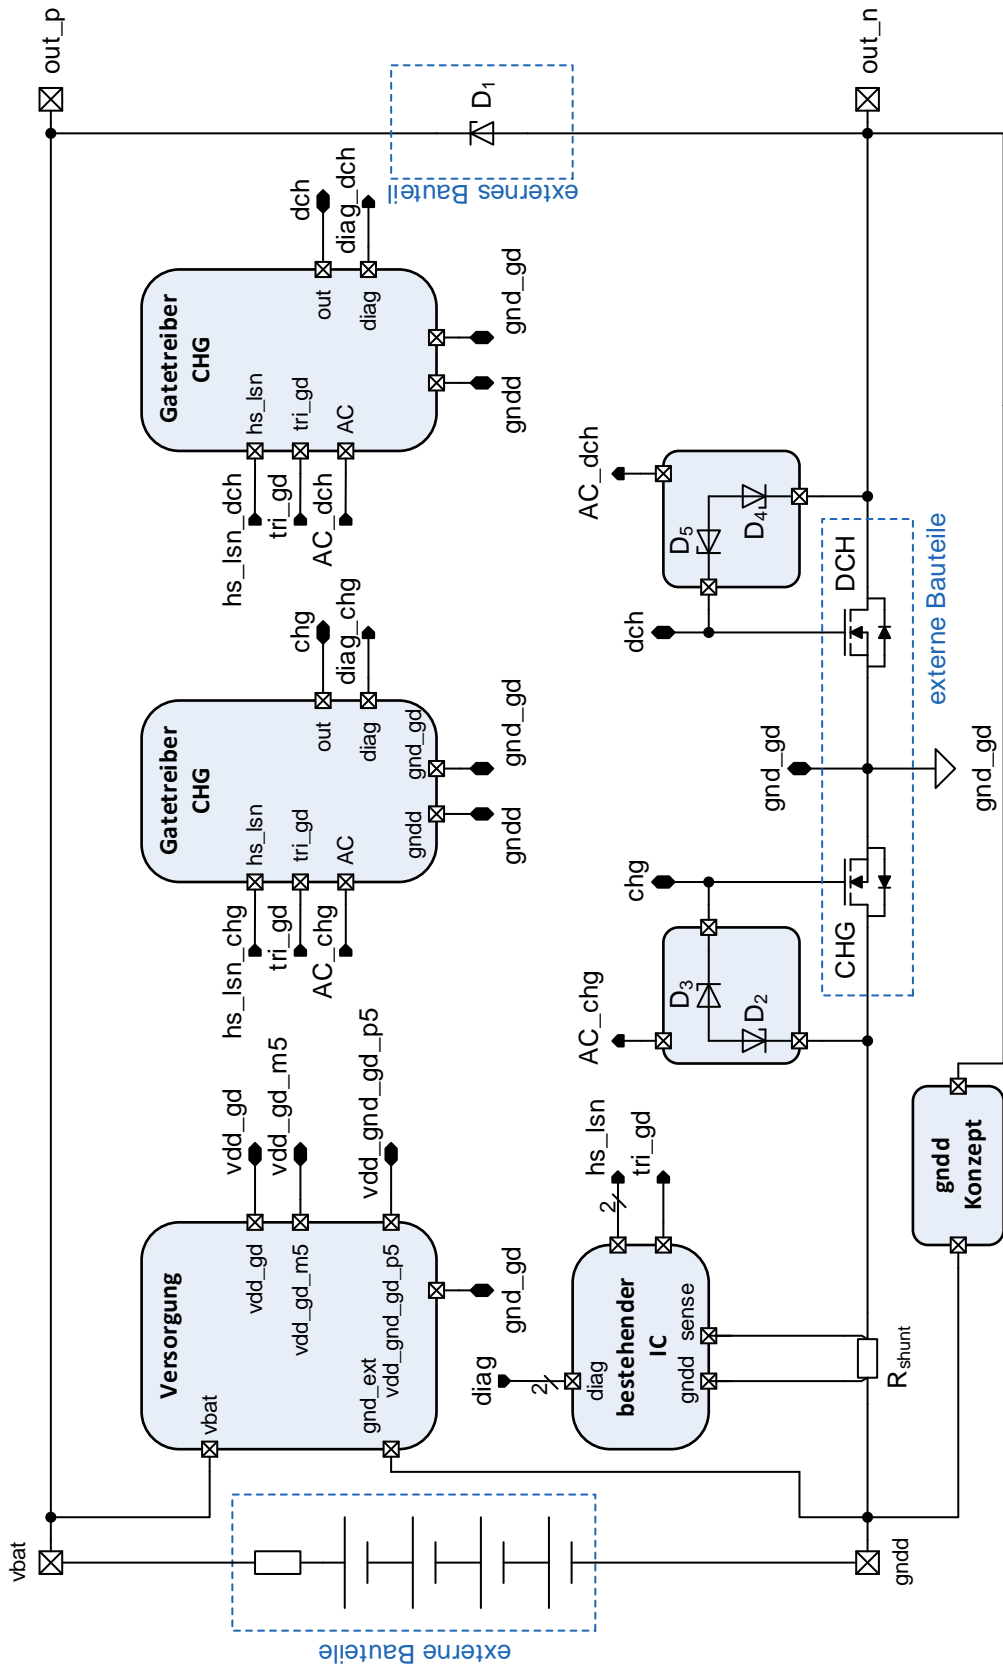 vbat
out_p
externe Bauteile
Versorgung
vbat
gnd_ext
vdd_gd
vdd_gd_m5
vdd_gnd_gd_p5
vdd_gd
vdd_gd_m5
vdd_gnd_gd_p5
gnd_gd
hs_lsn_chg
tri_gd
AC_chg
Gatetreiber
CHG
hs_lsn
tri_gd
AC
out
diag
gndd
gnd_gd
chg
diag_chg
gndd
gnd_gd
hs_lsn_dch
tri_gd
AC_dch
Gatetreiber
CHG
hs_lsn
tri_gd
AC
out
diag
dch
diag_dch
gndd
gnd_gd
externes Bauteil
D1
diag
2
diag
bestehender
IC
gndd
sense
2
hs_lsn
tri_gd
AC_chg
D3
D2
chg
gnd_gd
dch
AC_dch
D5
D4
CHG
DCH
externe Bauteile
gnd_gd
gndd
Rshunt
out_n
gndd
Konzept